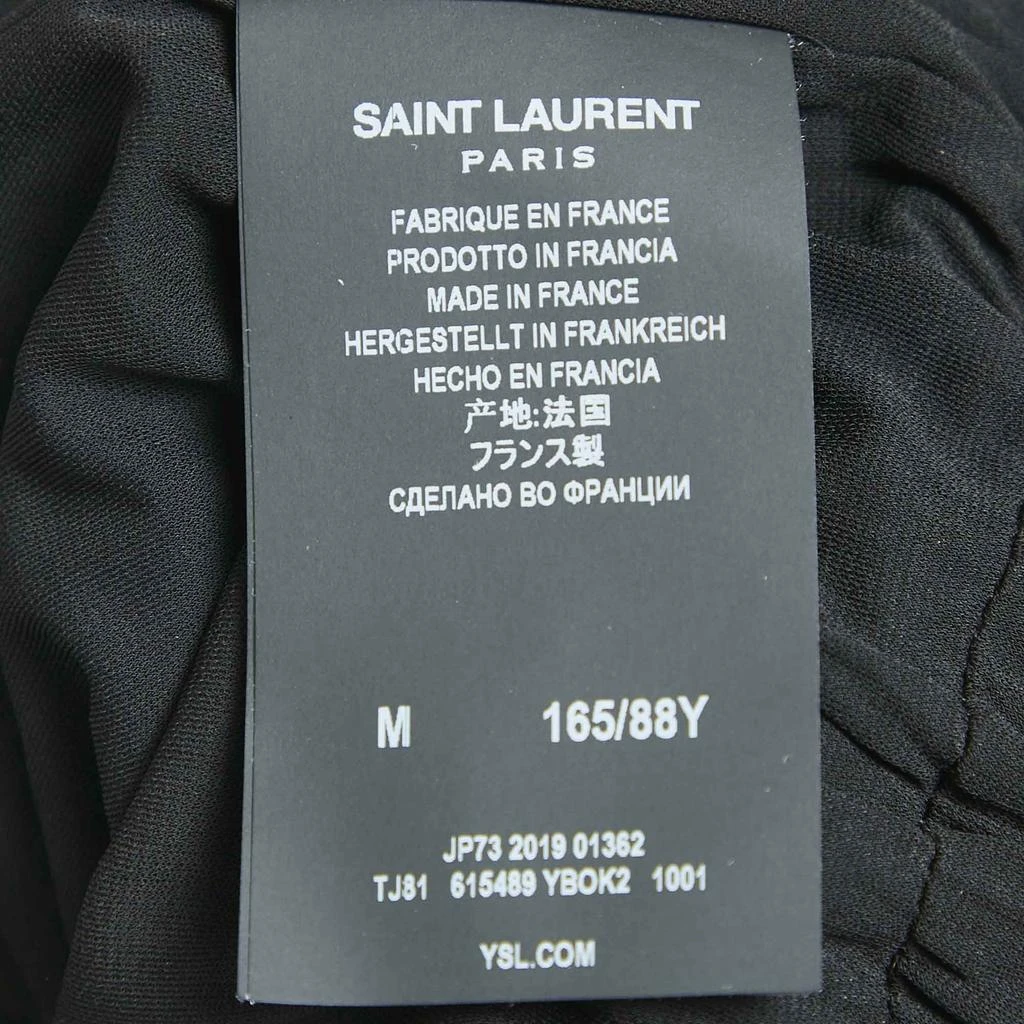 SAINT LAURENT
PARIS
FABRIQUE EN FRANCE
PRODOTTO IN FRANCIA
MADE IN FRANCE
HERGESTELLT IN FRANKREICH
HECHO EN FRANCIA
产地:法国
フランス製
СДЕЛАНО ВО ФРАНЦИИ
M 165/88Y
JP73 2019 01362
TJ81 615489 YBOK2 1001
YSL.COM